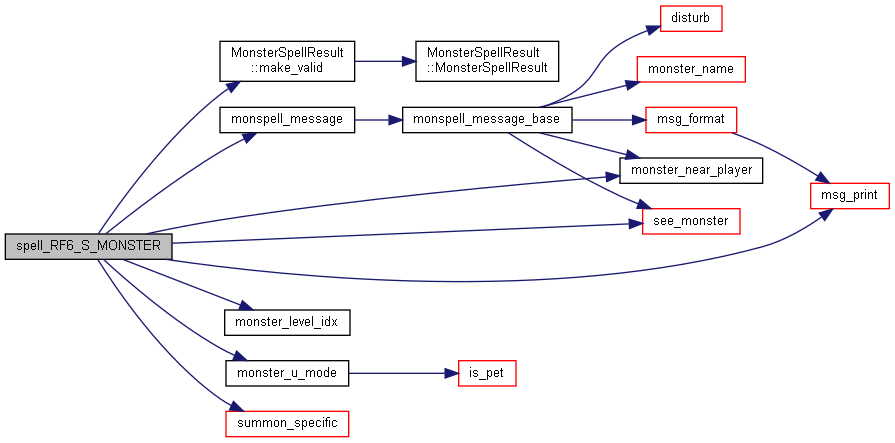 spell_RF6_S_MONSTER
MonsterSpellResult
::make_valid
MonsterSpellResult
::MonsterSpellResult
monspell_message
monspell_message_base
disturb
monster_name
msg_format
monster_near_player
see_monster
msg_print
monster_level_idx
monster_u_mode
is_pet
summon_specific